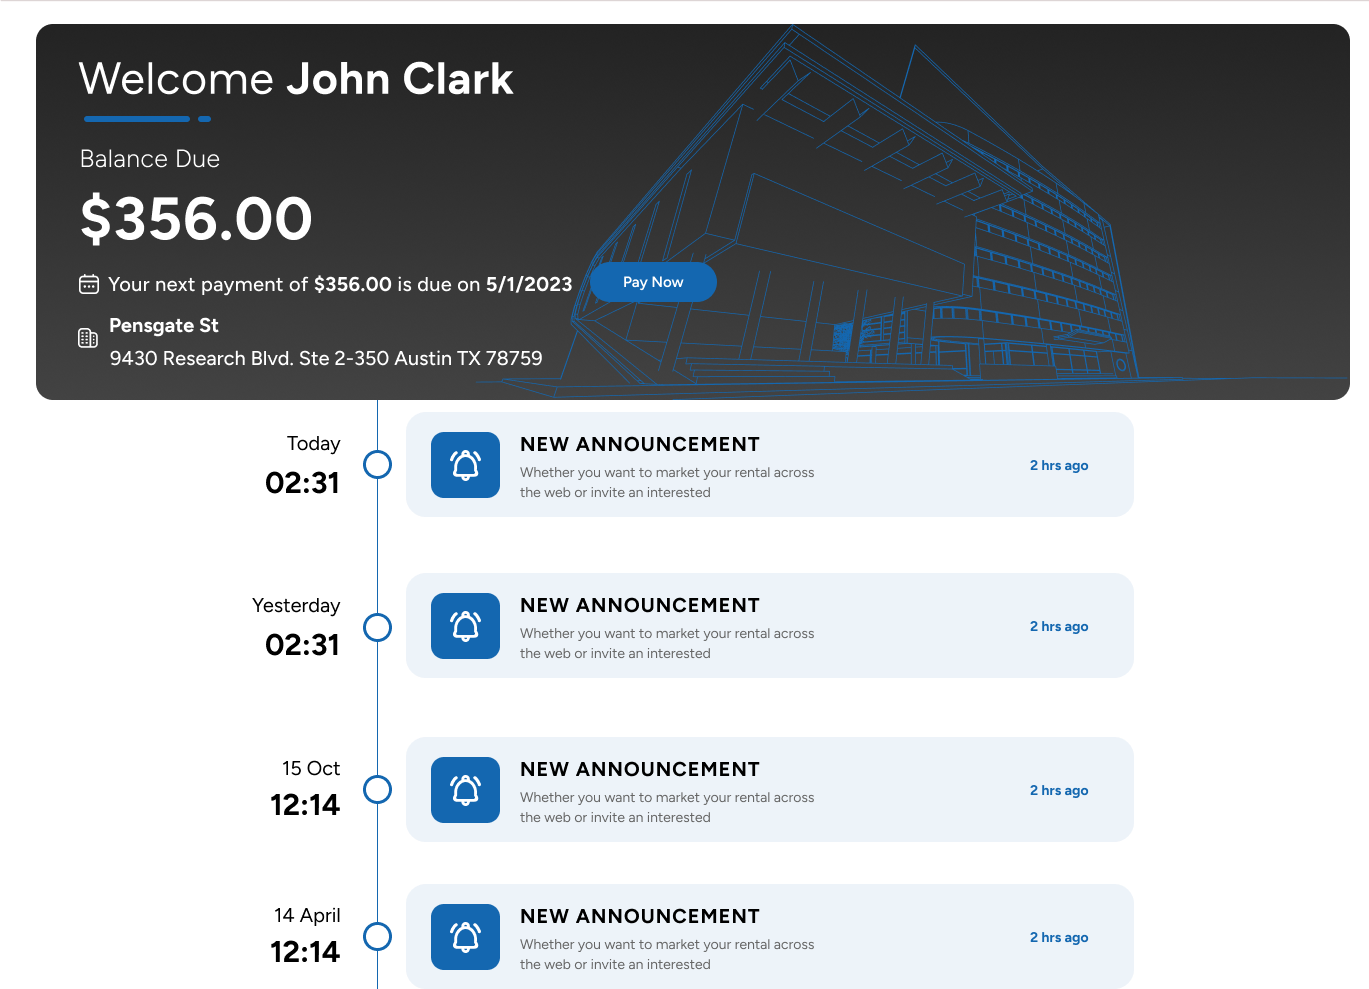 Welcome John Clark
Balance Due
$356.00
Your next payment of $356.00 is due on 5/1/2023
Pay Now
Pensgate St
9430 Research Blvd. Ste 2-350 Austin TX 78759
Today
02:31
NEW ANNOUNCEMENT
Whether you want to market your rental across
the web or invite an interested
2 hrs ago
Yesterday
02:31
NEW ANNOUNCEMENT
Whether you want to market your rental across
the web or invite an interested
2 hrs ago
15 Oct
12:14
NEW ANNOUNCEMENT
Whether you want to market your rental across
the web or invite an interested
2 hrs ago
14 April
12:14
NEW ANNOUNCEMENT
Whether you want to market your rental across
the web or invite an interested
2 hrs ago